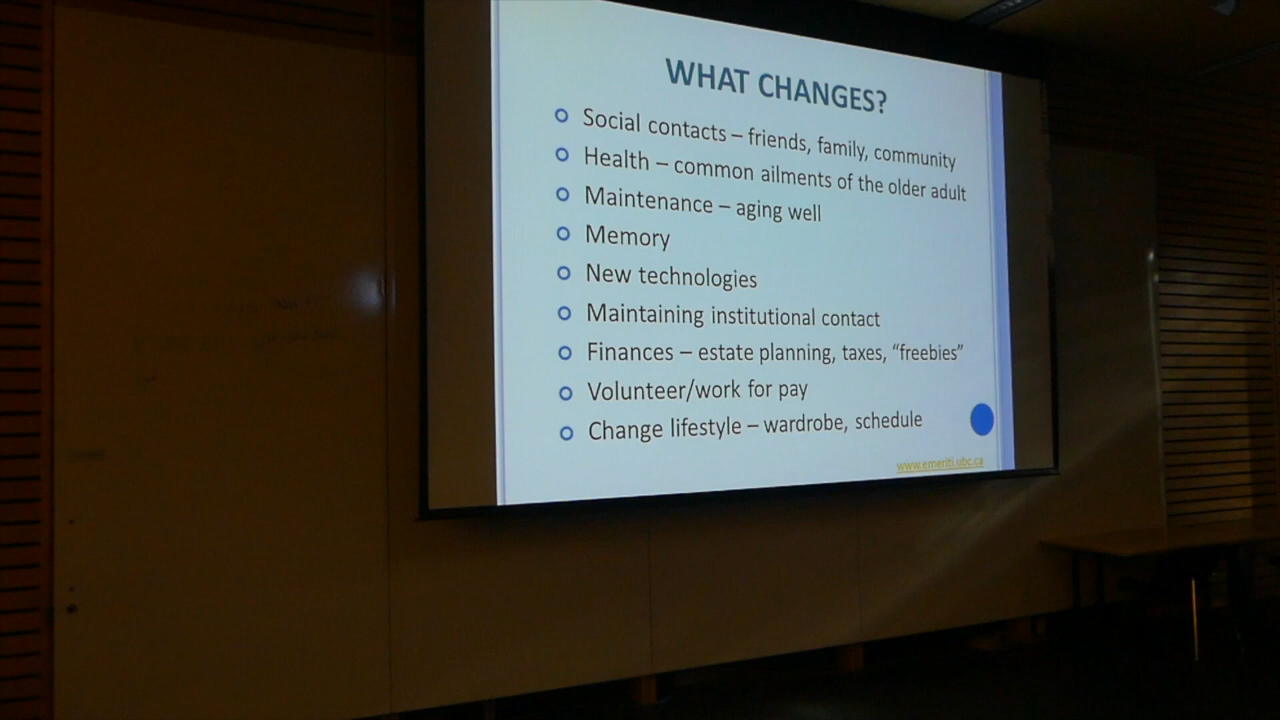 WHAT CHANGES?
Social contacts – friends, family, community
Health – common ailments of the older adult
Maintenance – aging well
Memory
New technologies
Maintaining institutional contact
Finances – estate planning, taxes, “freebies”
Volunteer/work for pay
Change lifestyle – wardrobe, schedule
www.emeriti.ubc.ca